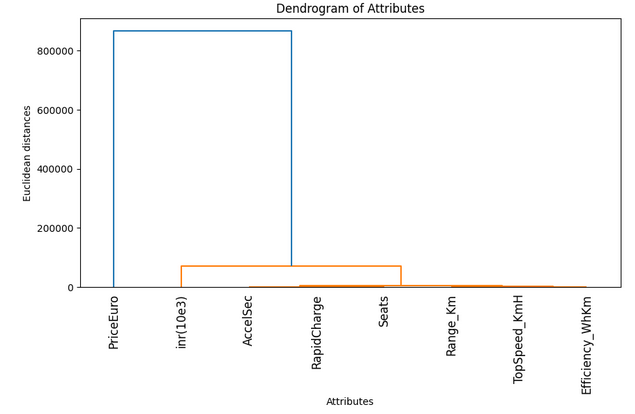 Dendrogram of Attributes
Euclidean distances
800000
600000
400000
200000
0
PriceEuro
inr(10e3)
AccelSec
RapidCharge
Seats
Range_Km
TopSpeed_KmH
Efficiency_WhKm
Attributes